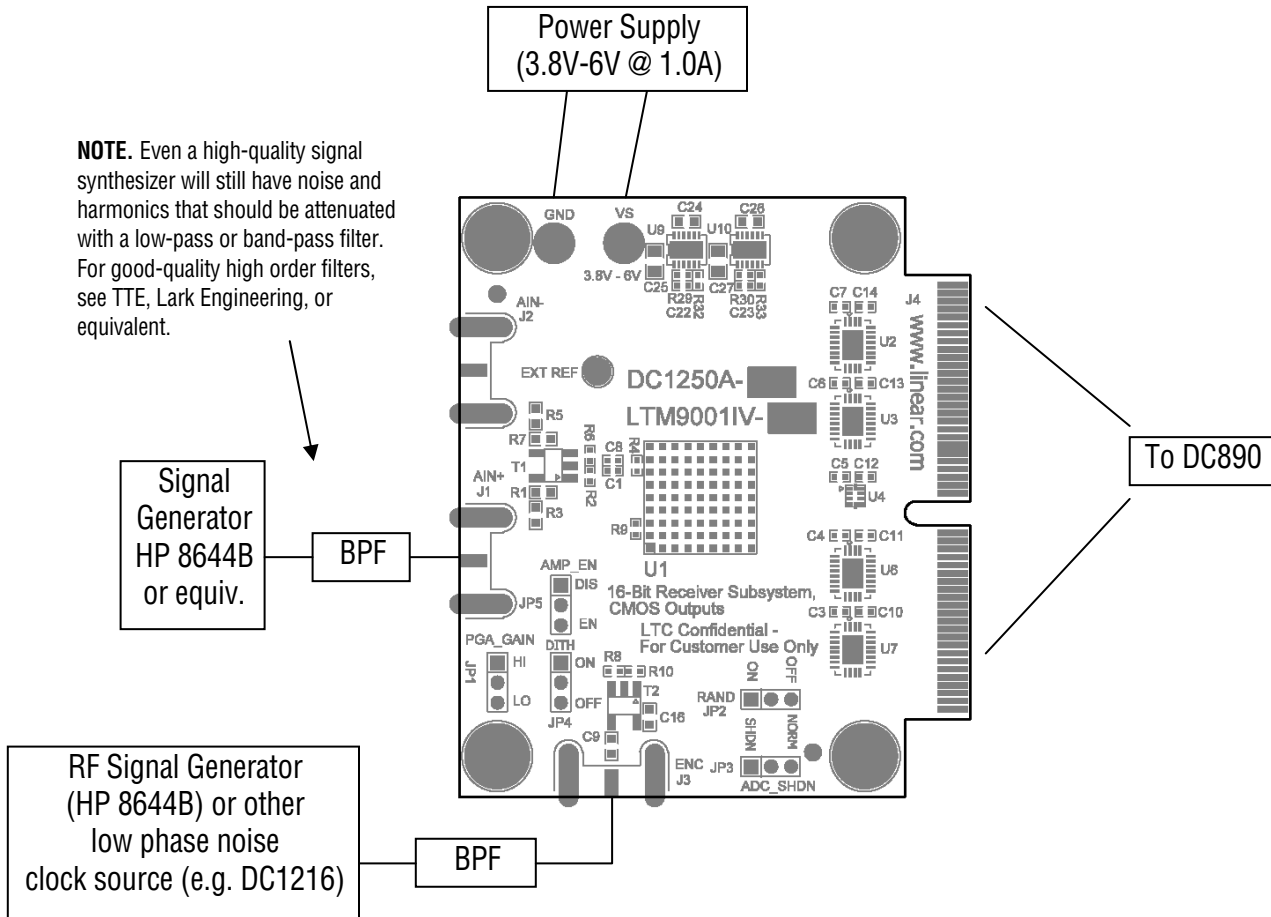 Power Supply
(3.8V-6V @ 1.0A)
NOTE. Even a high-quality signal
synthesizer will still have noise and
harmonics that should be attenuated
with a low-pass or band-pass filter.
For good-quality high order filters,
see TTE, Lark Engineering, or
equivalent.
GND
VS
3.8V - 6V
C24
C26
U9
U10
C25
R29
C22
R32
C27
R30
C23
R33
AIN-
J2
C7
C14
U2
J4
www.linear.com
EXT REF
DC1250A-
LTM9001IV-
C6
C13
U3
R5
R7
T1
R6
C8
C1
R4
R2
AIN+
J1
R1
R3
R9
U1
C5
C12
U4
To DC890
Signal
Generator
HP 8644B
or equiv.
BPF
AMP_EN
DIS
EN
JP5
16-Bit Receiver Subsystem,
CMOS Outputs
LTC Confidential -
For Customer Use Only
C4
C11
U6
C3
C10
U7
PGA_GAIN
JP1
HI
LO
DITH
ON
OFF
JP4
R8
R10
T2
C16
C9
RAND
JP2
ON
OFF
SHDN
NORM
JP3
ADC_SHDN
ENC
J3
RF Signal Generator
(HP 8644B) or other
low phase noise
clock source (e.g. DC1216)
BPF